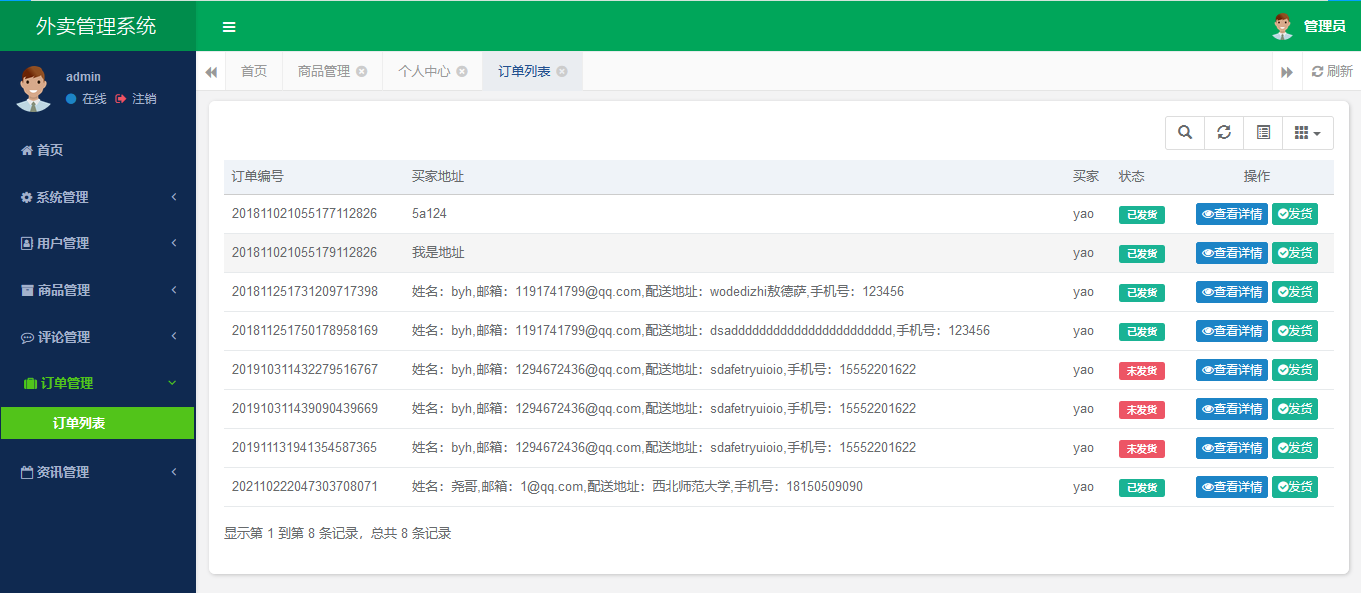 外卖管理系统
管理员
admin
在线 注销
首页 商品管理 个人中心 订单列表 刷新
首页
系统管理
用户管理
商品管理
评论管理
订单管理
订单列表
资讯管理
订单编号 买家地址 买家 状态 操作
201811021055177112826 5a124 yao 已发货 查看详情 发货
201811021055179112826 我是地址 yao 已发货 查看详情 发货
201811251731209717398 姓名：byh,邮箱：1191741799@qq.com,配送地址：wodedizhi敖德萨,手机号：123456 yao 已发货 查看详情 发货
201811251750178958169 姓名：byh,邮箱：1191741799@qq.com,配送地址：dsaddddddddddddddddddddddd,手机号：123456 yao 已发货 查看详情 发货
201910311432279516767 姓名：byh,邮箱：1294672436@qq.com,配送地址：sdafetryuioio,手机号：15552201622 yao 未发货 查看详情 发货
201910311439090439669 姓名：byh,邮箱：1294672436@qq.com,配送地址：sdafetryuioio,手机号：15552201622 yao 未发货 查看详情 发货
201911131941354587365 姓名：byh,邮箱：1294672436@qq.com,配送地址：sdafetryuioio,手机号：15552201622 yao 未发货 查看详情 发货
202110222047303708071 姓名：尧哥,邮箱：1@qq.com,配送地址：西北师范大学,手机号：18150509090 yao 已发货 查看详情 发货
显示第 1 到第 8 条记录，总共 8 条记录